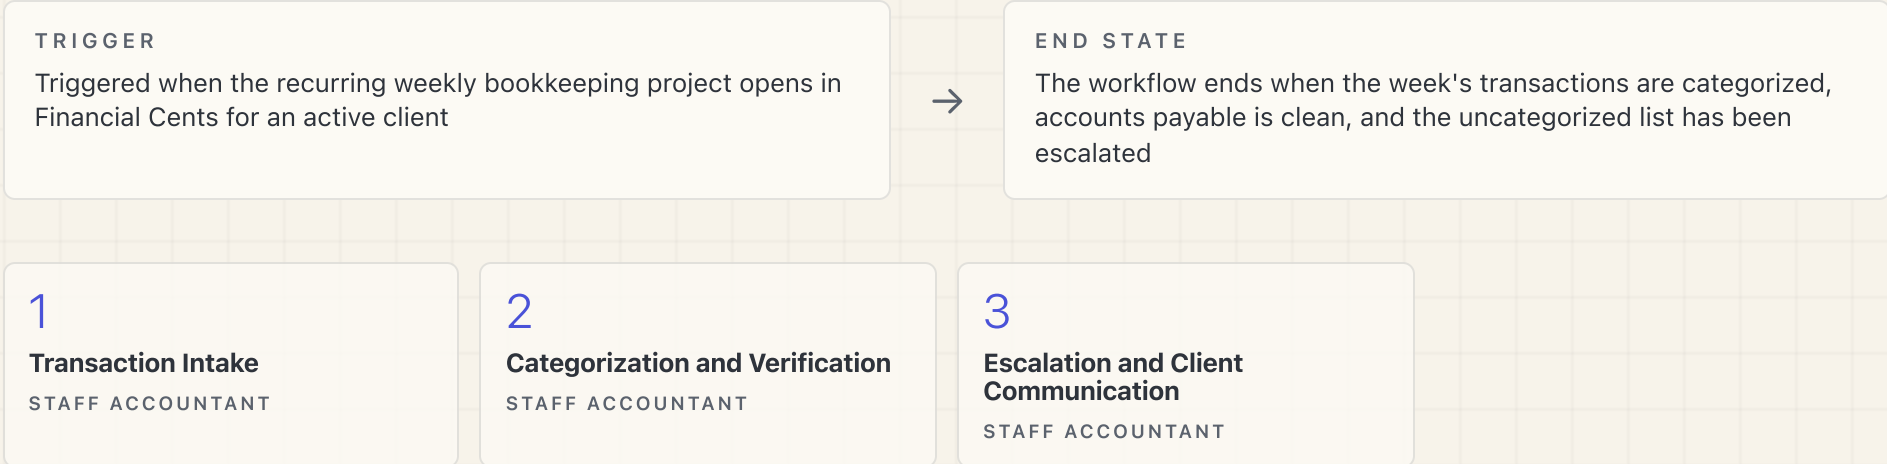 TRIGGER
Triggered when the recurring weekly bookkeeping project opens in
Financial Cents for an active client
→
END STATE
The workflow ends when the week's transactions are categorized,
accounts payable is clean, and the uncategorized list has been
escalated
1
Transaction Intake
STAFF ACCOUNTANT
2
Categorization and Verification
STAFF ACCOUNTANT
3
Escalation and Client
Communication
STAFF ACCOUNTANT